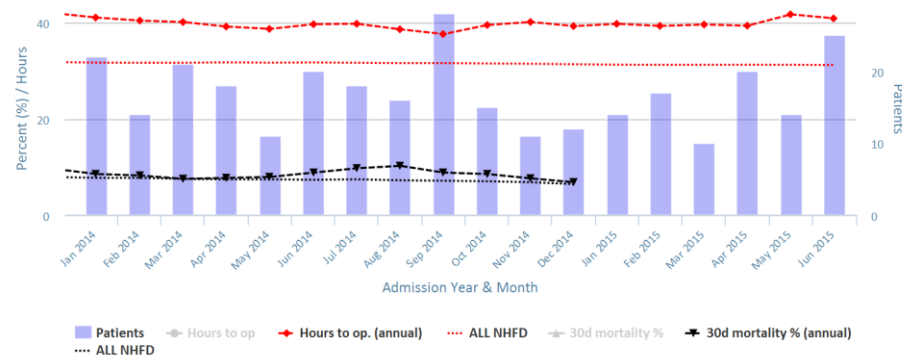 40
20
0
Percent (%) / Hours
20
10
0
Patients
Jan 2014
Feb 2014
Mar 2014
Apr 2014
May 2014
Jun 2014
Jul 2014
Aug 2014
Sep 2014
Oct 2014
Nov 2014
Dec 2014
Jan 2015
Feb 2015
Mar 2015
Apr 2015
May 2015
Jun 2015
Admission Year & Month
Patients Hours to op Hours to op. (annual) ALL NHFD 30d mortality % 30d mortality % (annual)
ALL NHFD